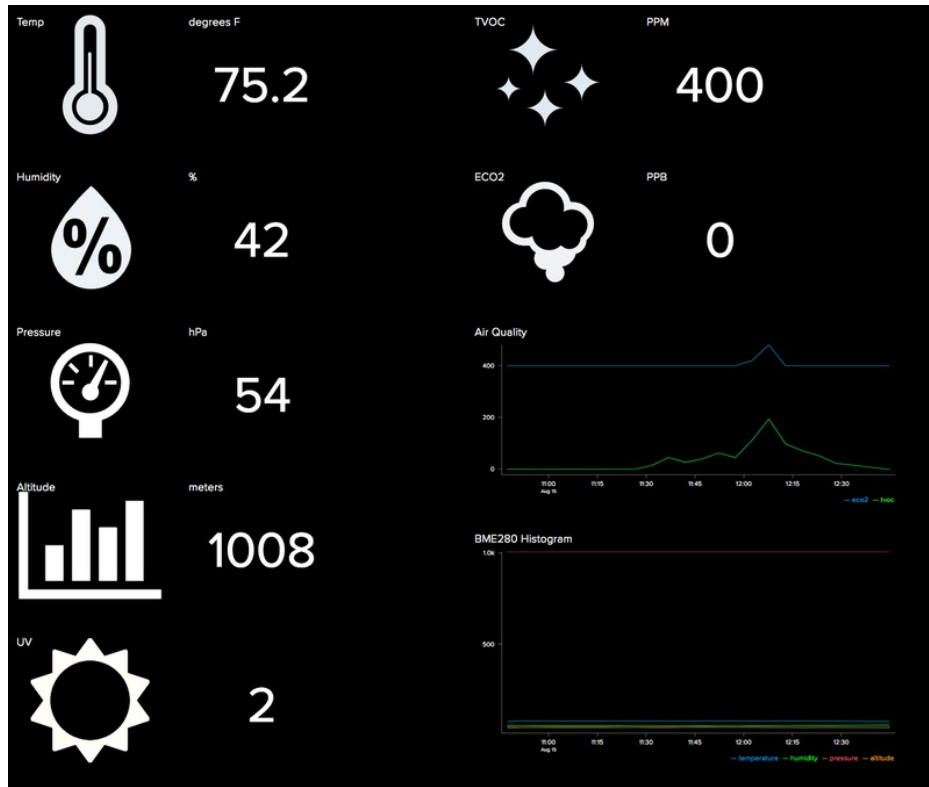 Temp
degrees F
75.2
Humidity
%
%
42
Pressure
hPa
54
Altitude
meters
1008
UV
2
TVOC
PPM
400
ECO2
PPB
0
Air Quality
400
200
0
11:00 11:15 11:30 11:45 12:00 12:15 12:30
Aug 15
— eco2 — tvoc
BME280 Histogram
1.0k
500
11:00 11:15 11:30 11:45 12:00 12:15 12:30
Aug 15
— temperature — humidity — pressure — altitude